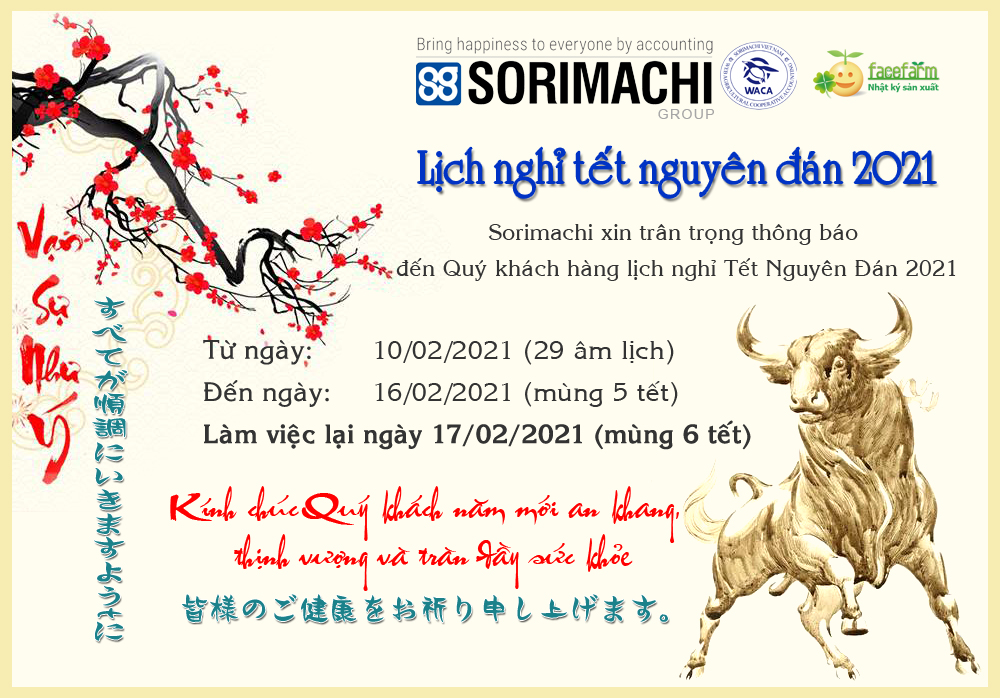 Bring happiness to everyone by accounting
SORIMACHI
GROUP
SORIMACHI VIETNAM
WACA
facefarm
Nhật ký sản xuất
Lịch nghỉ tết nguyên đán 2021
Sorimachi xin trân trọng thông báo
đến Quý khách hàng lịch nghỉ Tết Nguyên Đán 2021
Vạn
Sự
Như
Ý
すべてが順調にいきますように
Từ ngày: 10/02/2021 (29 âm lịch)
Đến ngày: 16/02/2021 (mùng 5 tết)
Làm việc lại ngày 17/02/2021 (mùng 6 tết)
Kính chúc Quý khách năm mới an khang,
thịnh vượng và tràn đầy sức khỏe
皆様のご健康をお祈り申し上げます。